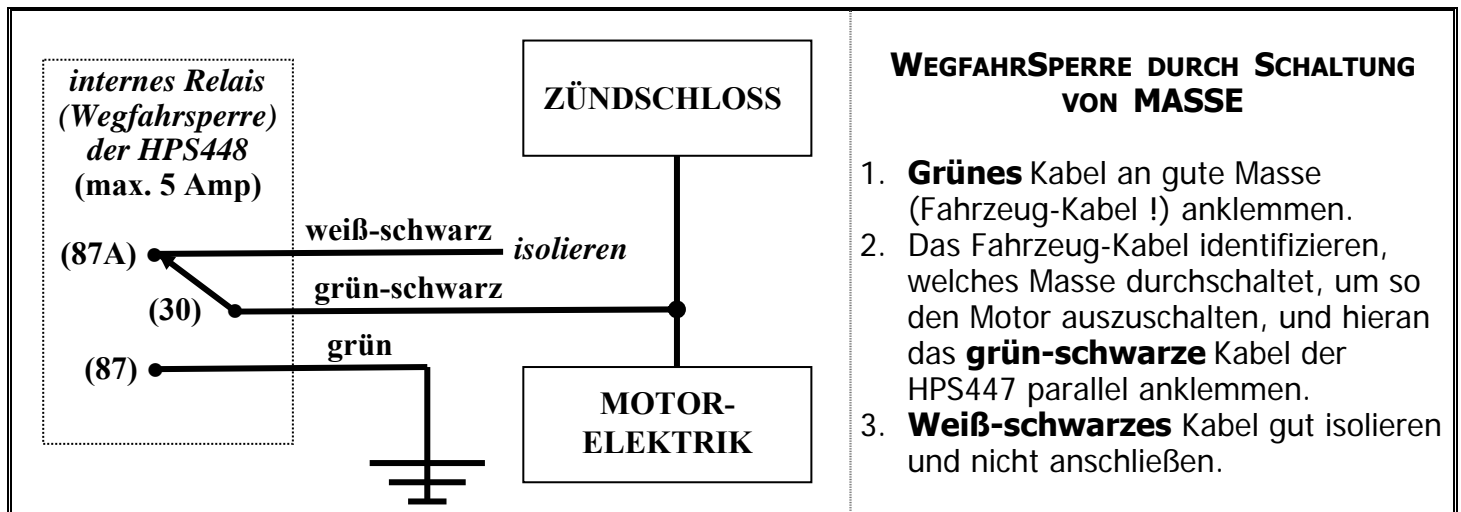 internes Relais
(Wegfahrsperre)
der HPS448
(max. 5 Amp)
ZÜNDSCHLOSS
weiß-schwarz
isolieren
(87A)
grün-schwarz
(30)
grün
(87)
MOTOR-
ELEKTRIK
WEGFAHRSPERRE DURCH SCHALTUNG
VON MASSE
1. Grünes Kabel an gute Masse
(Fahrzeug-Kabel !) anklemmen.
2. Das Fahrzeug-Kabel identifizieren,
welches Masse durchschaltet, um so
den Motor auszuschalten, und hieran
das grün-schwarze Kabel der
HPS447 parallel anklemmen.
3. Weiß-schwarzes Kabel gut isolieren
und nicht anschließen.